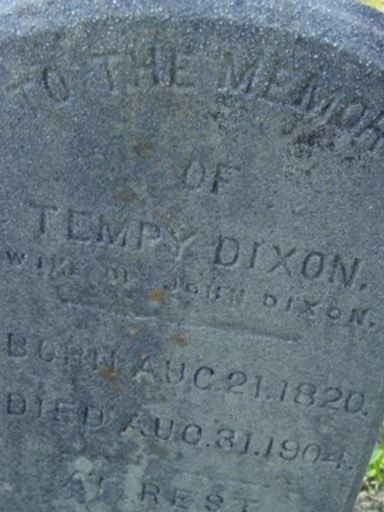 TO THE MEMOR
OF
TEMPY DIXON,
WIFE OF JOHN DIXON,
BORN AUG.21.1820.
DIED AUG.31.1904.
AT REST